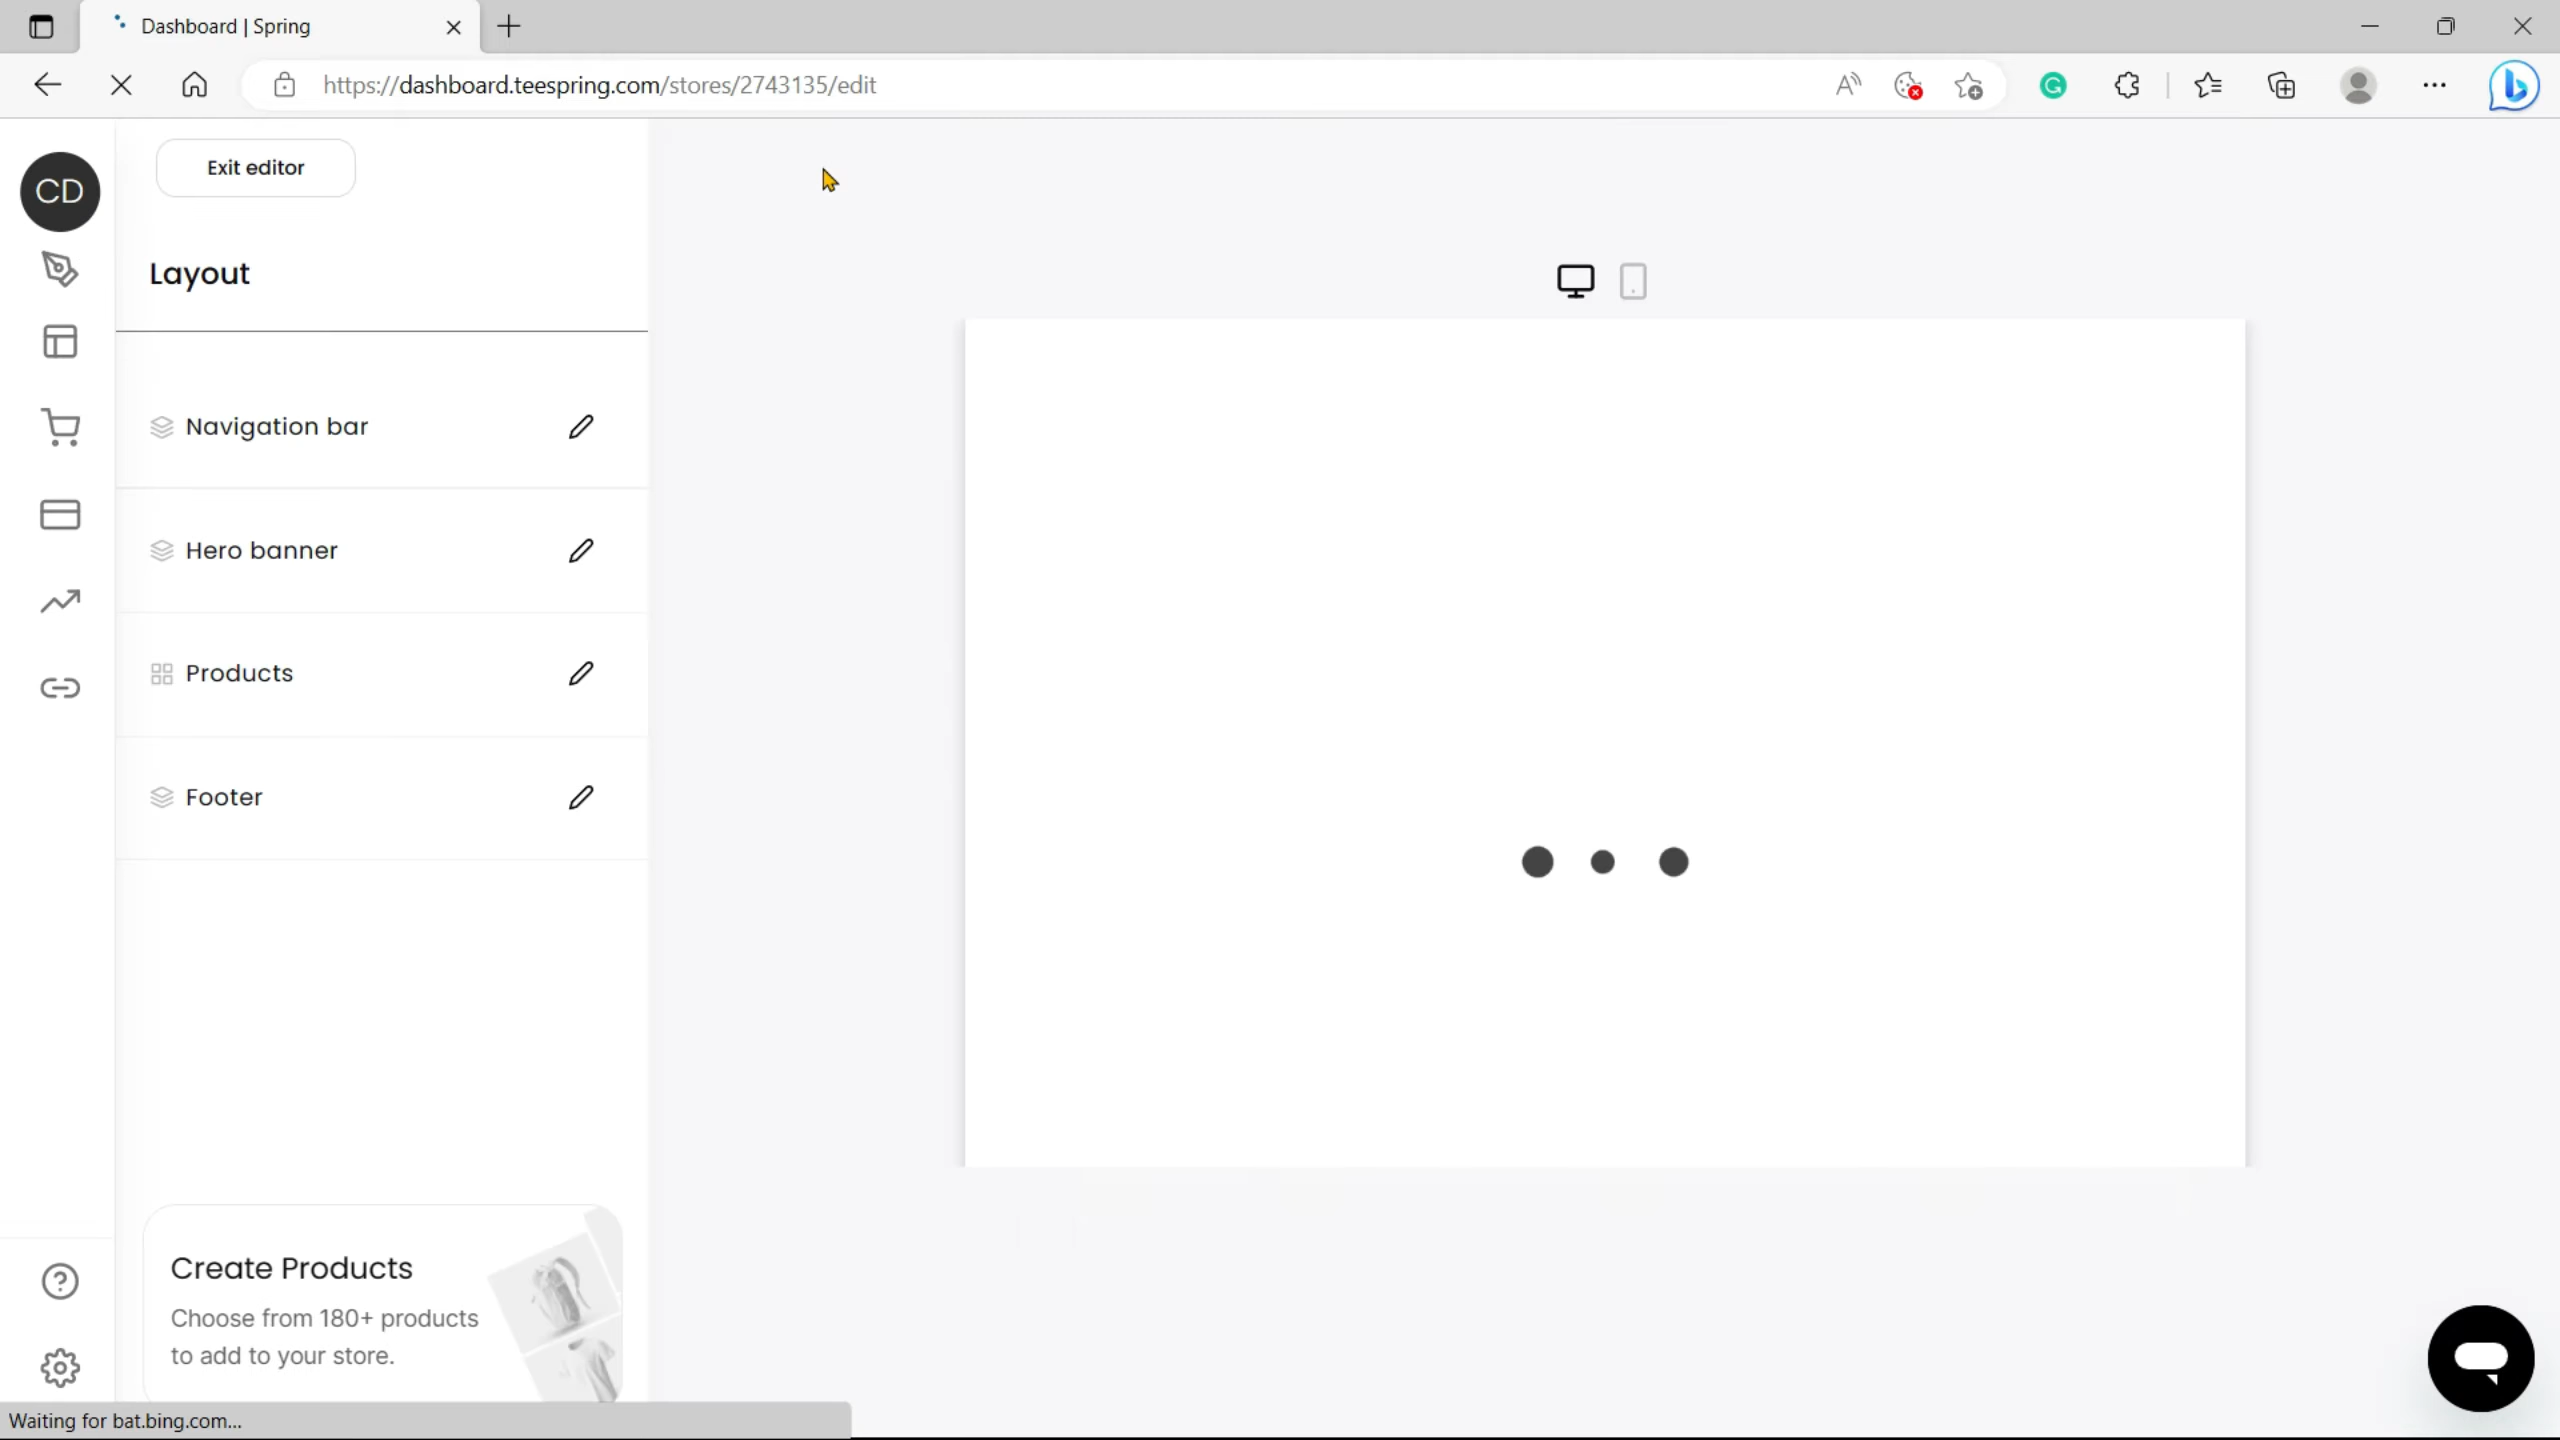 Dashboard | Spring
https://dashboard.teespring.com/stores/2743135/edit
CD
Exit editor
Layout
Navigation bar
Hero banner
Products
Footer
Create Products
Choose from 180+ products
to add to your store.
Waiting for bat.bing.com...